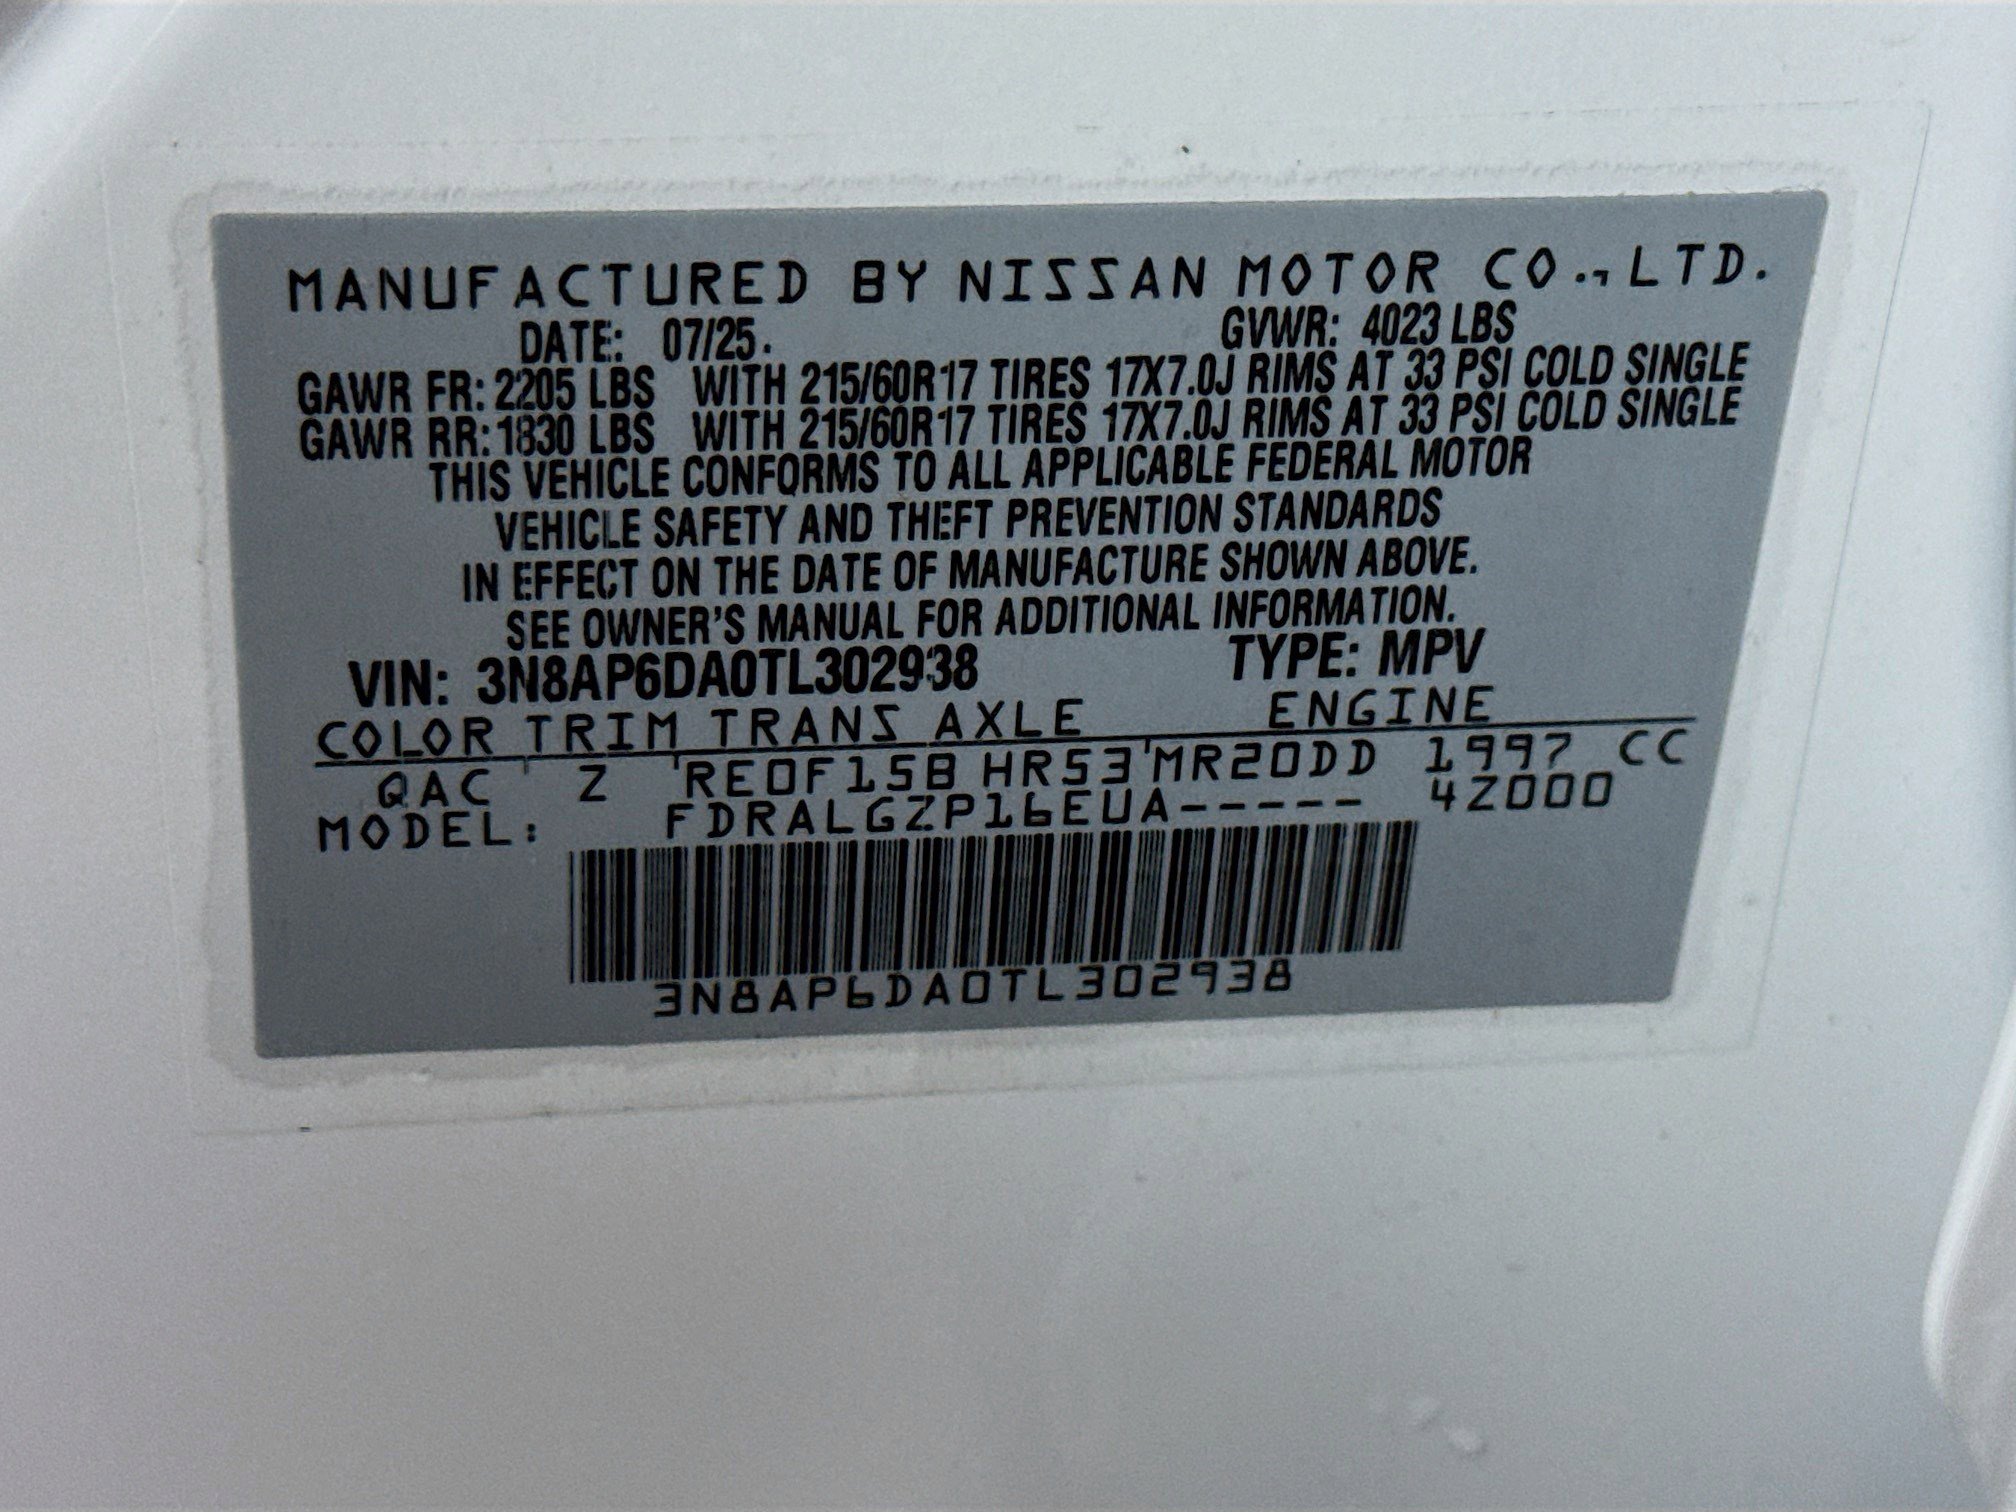 MANUFACTURED BY NISSAN MOTOR CO., LTD.
DATE: 07/25. GVWR: 4023 LBS
GAWR FR: 2205 LBS WITH 215/60R17 TIRES 17X7.0J RIMS AT 33 PSI COLD SINGLE
GAWR RR: 1830 LBS WITH 215/60R17 TIRES 17X7.0J RIMS AT 33 PSI COLD SINGLE
THIS VEHICLE CONFORMS TO ALL APPLICABLE FEDERAL MOTOR
VEHICLE SAFETY AND THEFT PREVENTION STANDARDS
IN EFFECT ON THE DATE OF MANUFACTURE SHOWN ABOVE.
SEE OWNER'S MANUAL FOR ADDITIONAL INFORMATION.
VIN: 3N8AP6DA0TL302938 TYPE: MPV
COLOR TRIM TRANS AXLE ENGINE
QAC Z RE0F15B HR53 MR20DD 1997 CC
MODEL: FDRALGZP16EUA----- 4Z000
3N8AP6DA0TL302938